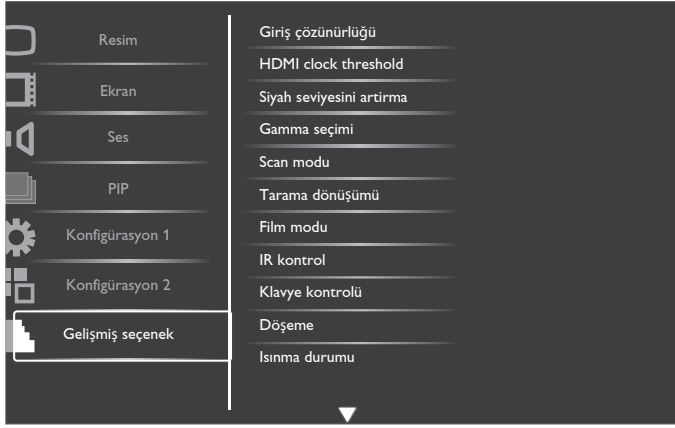 Resim
Ekran
Ses
PIP
Konfigürasyon 1
Konfigürasyon 2
Gelişmiş seçenek
Giriş çözünürlüğü
HDMI clock threshold
Siyah seviyesini artirma
Gamma seçimi
Scan modu
Tarama dönüşümü
Film modu
IR kontrol
Klavye kontrolü
Döşeme
Isınma durumu